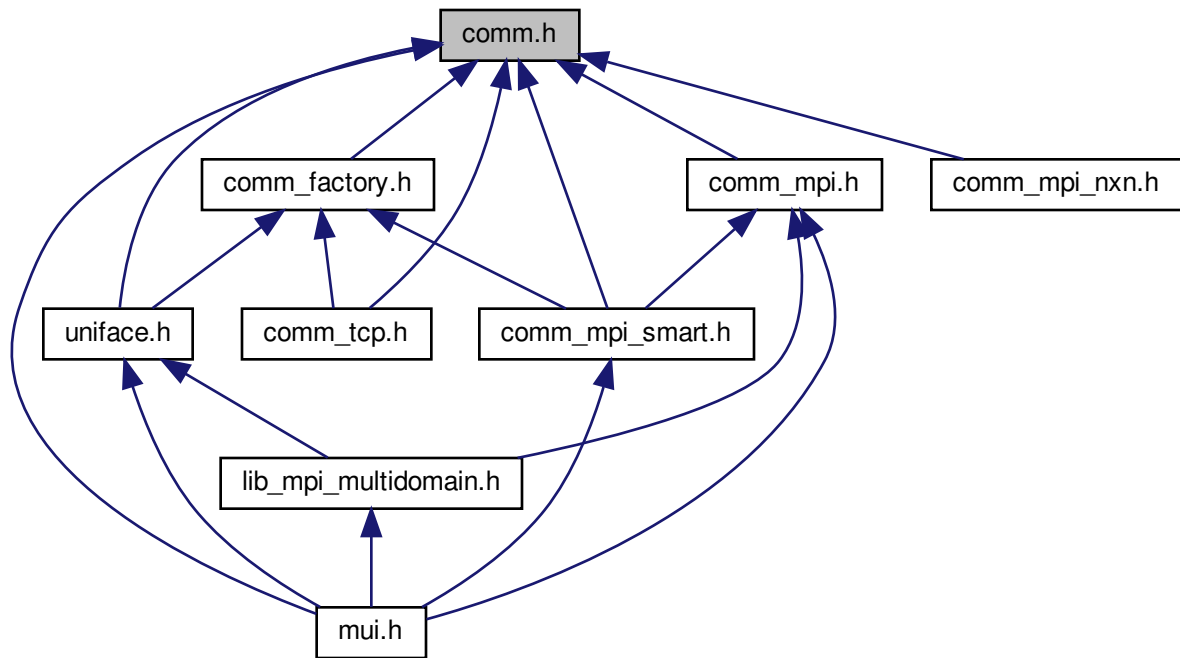 comm.h
comm_factory.h
comm_mpi.h
comm_mpi_nxn.h
uniface.h
comm_tcp.h
comm_mpi_smart.h
lib_mpi_multidomain.h
mui.h